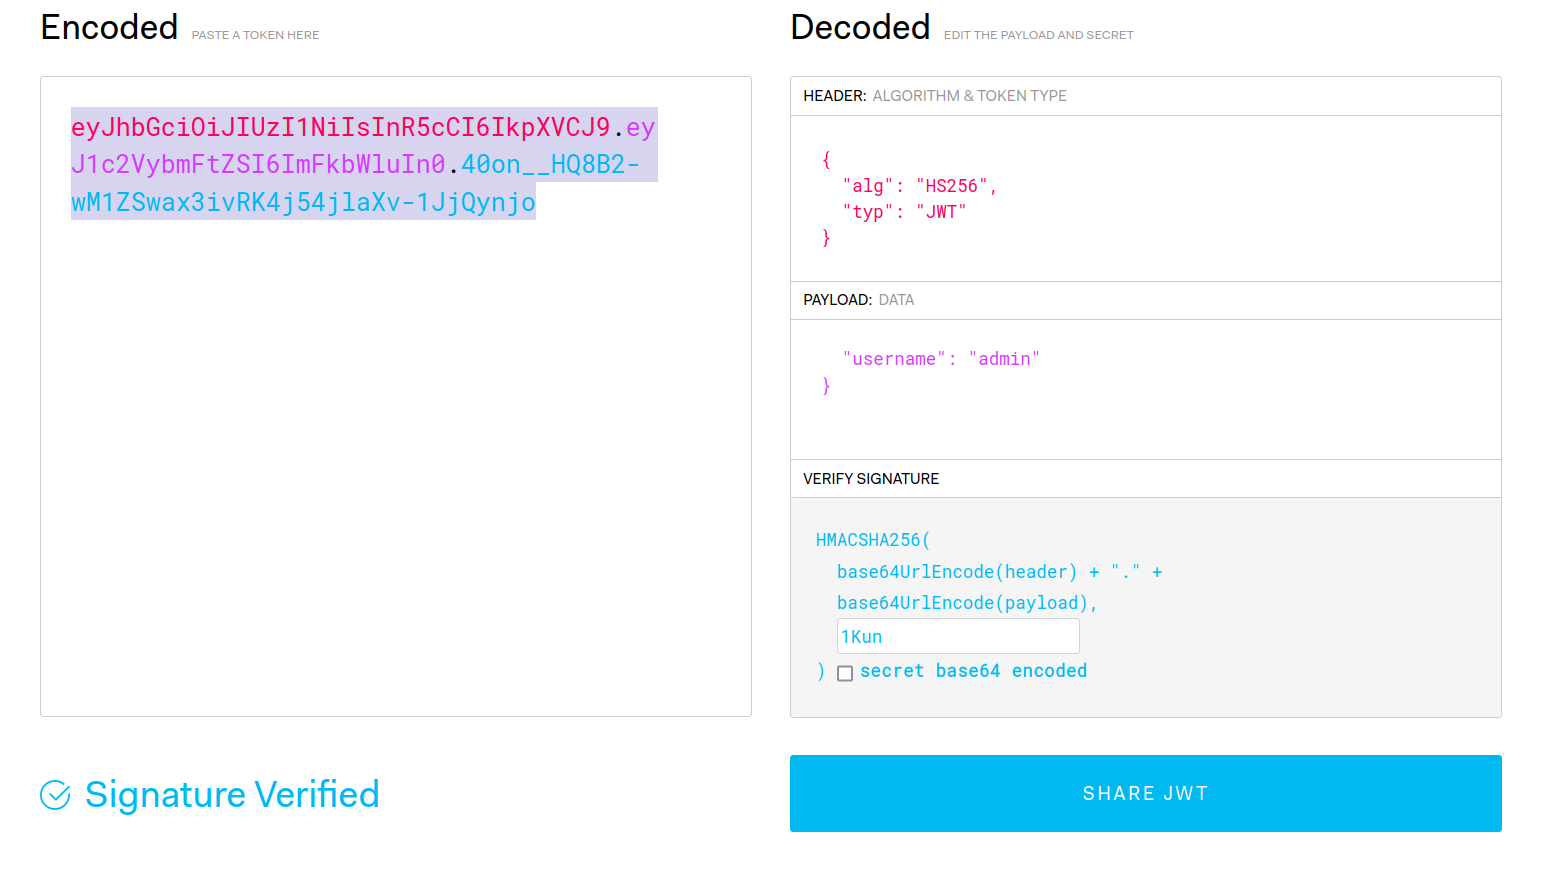 Encoded PASTE A TOKEN HERE
eyJhbGciOiJIUzI1NiIsInR5cCI6IkpXVCJ9.ey
J1c2VybmFtZSI6ImFkbWluIn0.40on__HQ8B2-
wM1ZSwax3ivRK4j54jlaXv-1JjQynjo
Signature Verified
Decoded EDIT THE PAYLOAD AND SECRET
HEADER: ALGORITHM & TOKEN TYPE
{
"alg": "HS256",
"typ": "JWT"
}
PAYLOAD: DATA
"username": "admin"
}
VERIFY SIGNATURE
HMACSHA256(
base64UrlEncode(header) + "." +
base64UrlEncode(payload),
1Kun
) secret base64 encoded
SHARE JWT